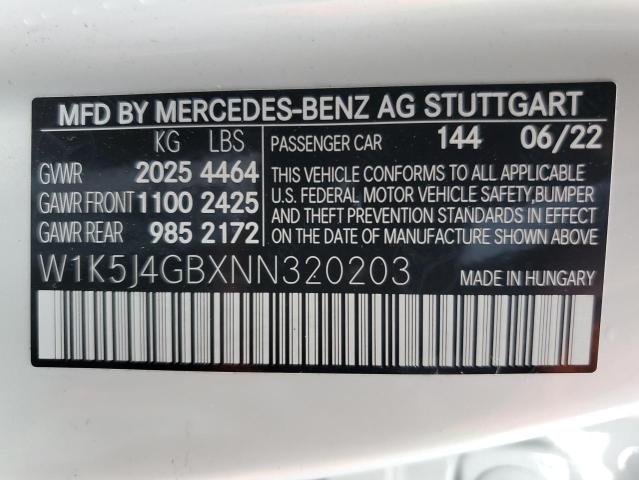 MFD BY MERCEDES-BENZ AG STUTTGART
KG LBS
GVWR 2025 4464
GAWR FRONT 1100 2425
GAWR REAR 985 2172
PASSENGER CAR 144 06/22
THIS VEHICLE CONFORMS TO ALL APPLICABLE
U.S. FEDERAL MOTOR VEHICLE SAFETY,BUMPER
AND THEFT PREVENTION STANDARDS IN EFFECT
ON THE DATE OF MANUFACTURE SHOWN ABOVE.
W1K5J4GBXNN320203 MADE IN HUNGARY